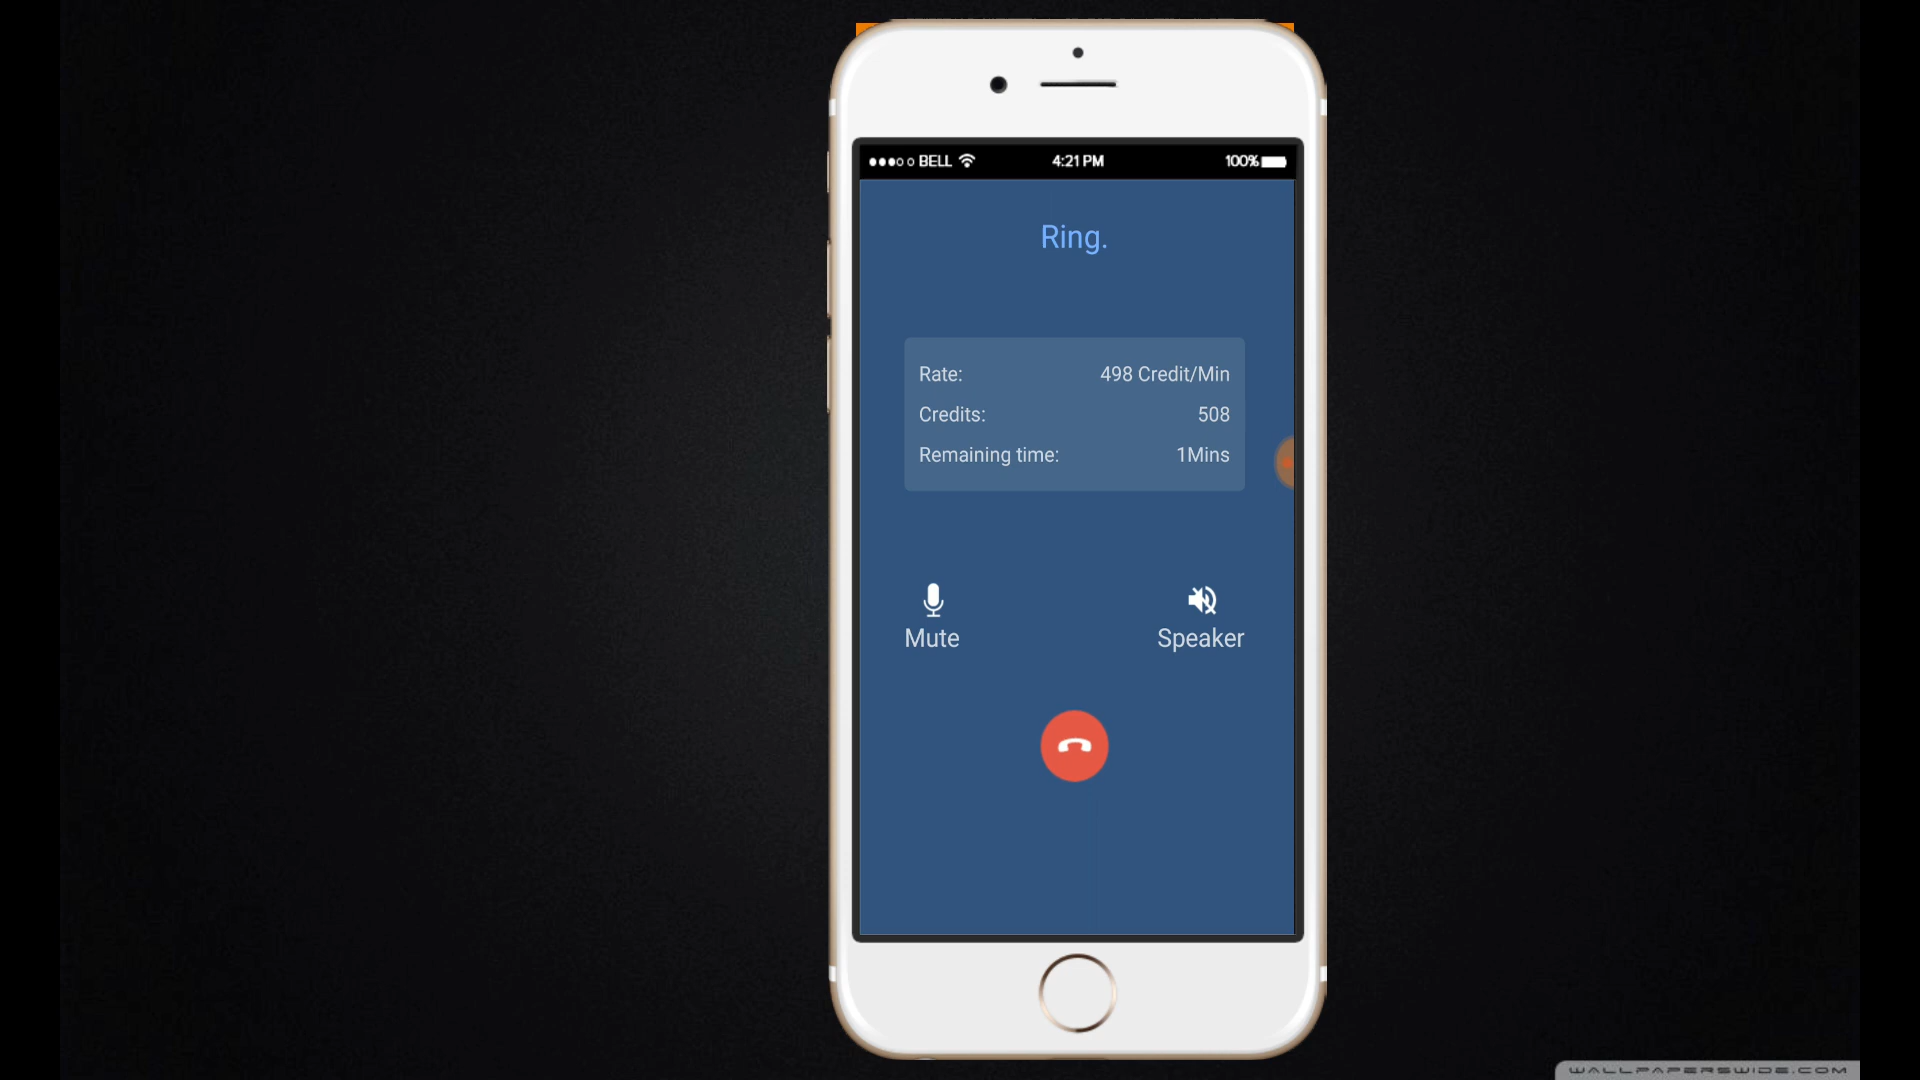 BELL 4:21 PM 100%
Ring.
Rate: 498 Credit/Min
Credits: 508
Remaining time: 1Mins
Mute Speaker
WALLPAPERSWIDE.COM